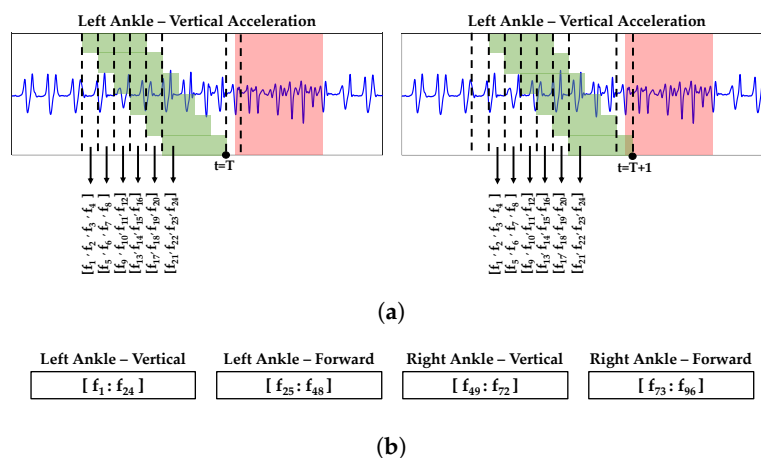 Left Ankle – Vertical Acceleration
Left Ankle – Vertical Acceleration
t=T
t=T+1
[f1, f2, f3, f4]
[f5, f6, f7, f8]
[f9, f10, f11, f12]
[f13, f14, f15, f16]
[f17, f18, f19, f20]
[f21, f22, f23, f24]
[f1, f2, f3, f4]
[f5, f6, f7, f8]
[f9, f10, f11, f12]
[f13, f14, f15, f16]
[f17, f18, f19, f20]
[f21, f22, f23, f24]
(a)
Left Ankle – Vertical
Left Ankle – Forward
Right Ankle – Vertical
Right Ankle – Forward
[ f1 : f24 ]
[ f25 : f48 ]
[ f49 : f72 ]
[ f73 : f96 ]
(b)